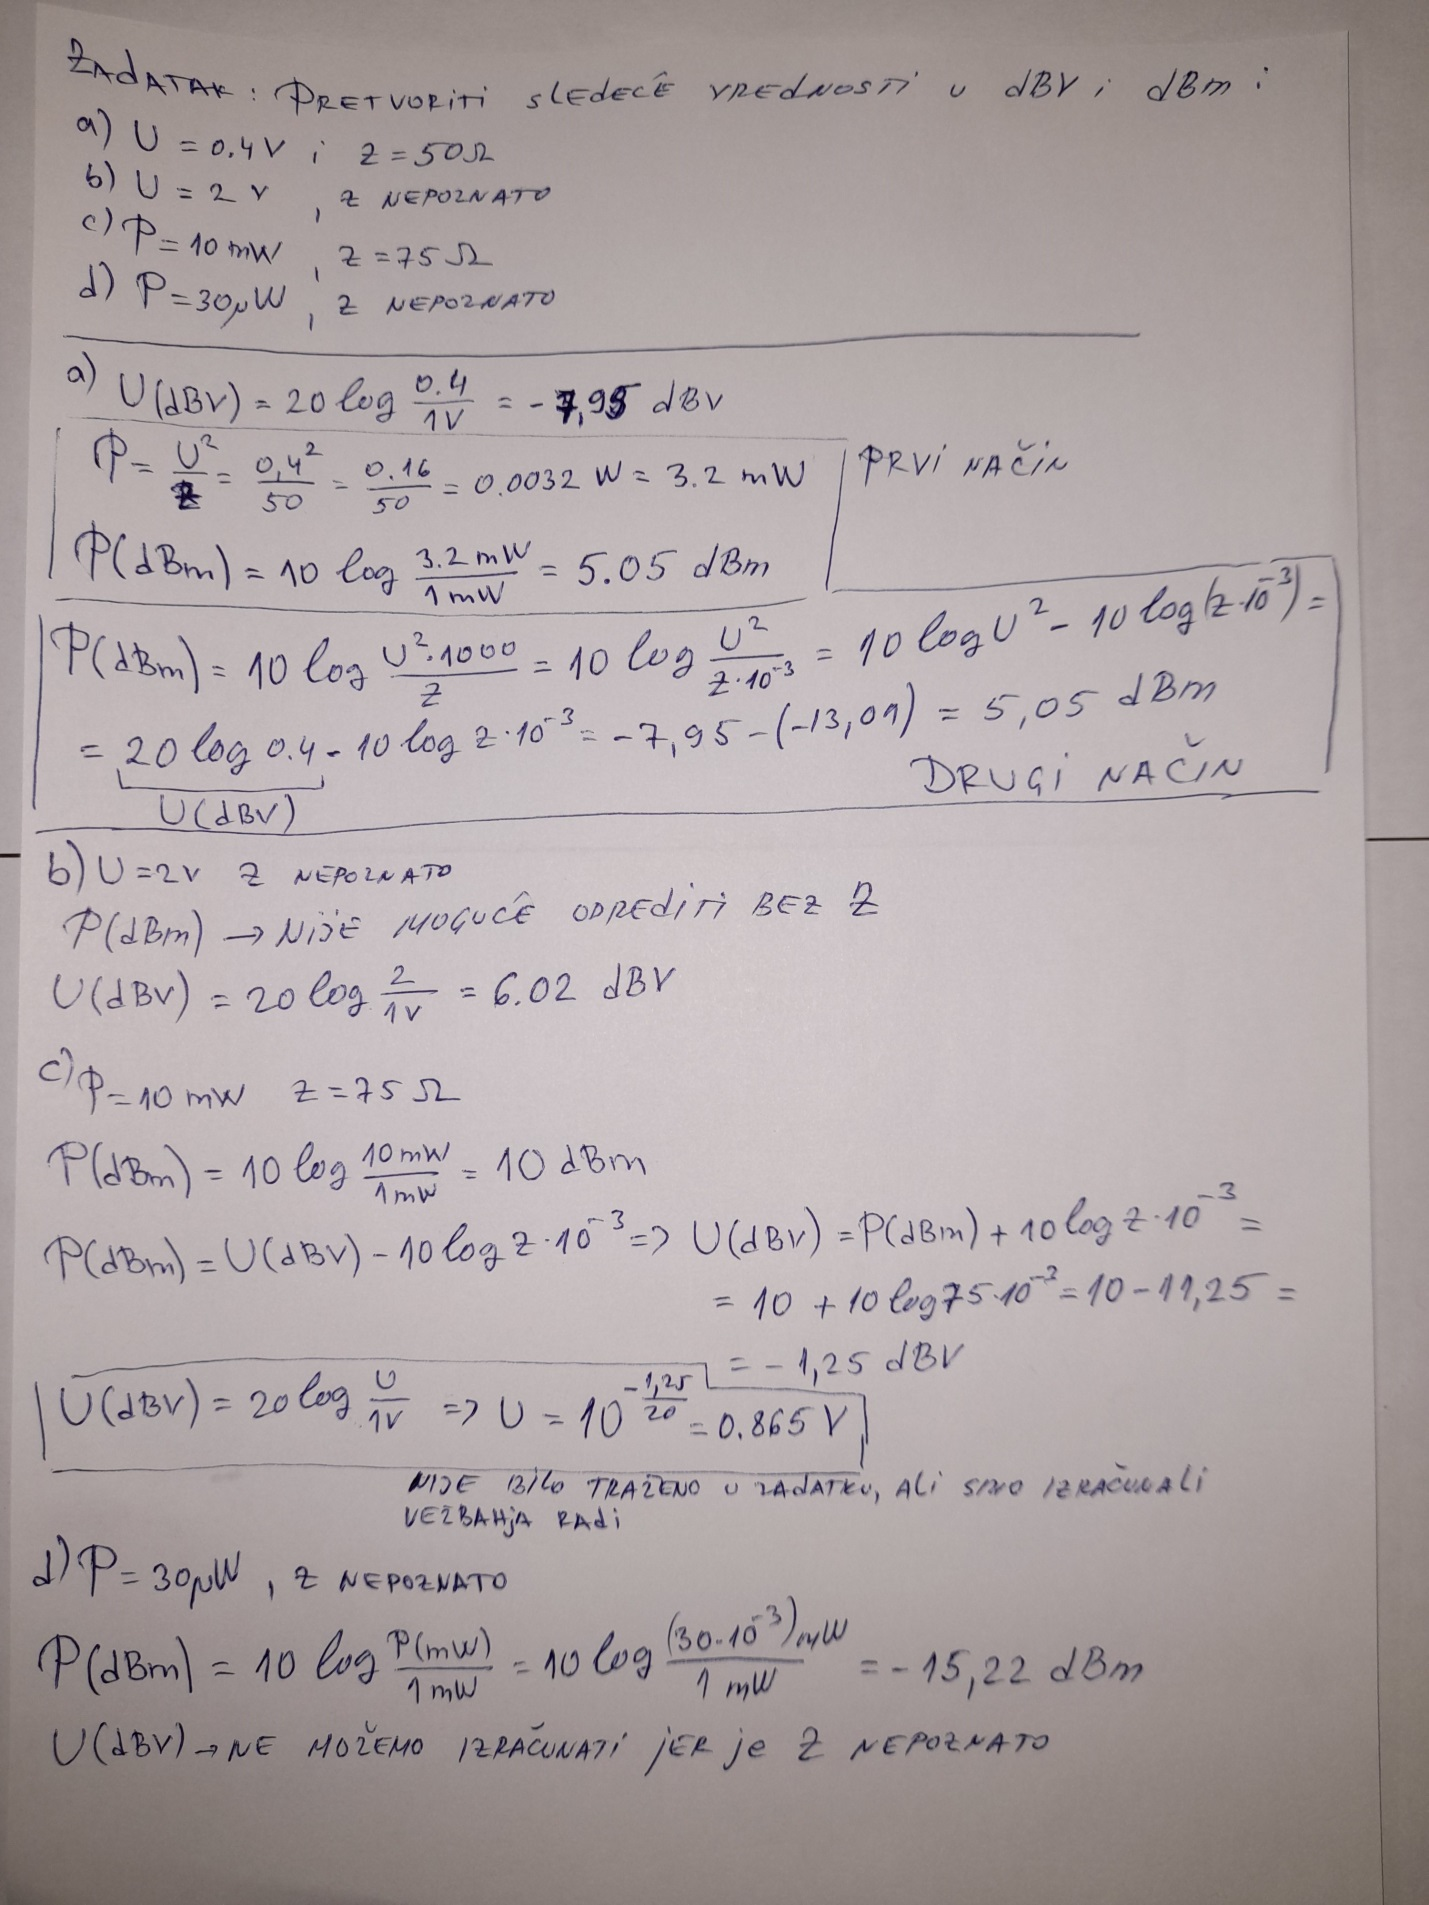 ZADATAK: PRETVORITI SLEDEĆE VREDNOSTI U dBV i dBm:
a) U = 0.4V i Z = 50Ω
b) U = 2 V, Z NEPOZNATO
c) P = 10 mW, Z = 75 Ω
d) P = 30µW, Z NEPOZNATO
a) U(dBV) = 20 log 0.4/1V = -7,95 dBV
P = U²/Z = 0,4²/50 = 0.16/50 = 0.0032 W = 3.2 mW PRVI NAČIN
P(dBm) = 10 log 3.2 mW/1 mW = 5.05 dBm
P(dBm) = 10 log U²·1000/Z = 10 log U²/Z·10⁻³ = 10 log U² - 10 log(Z·10⁻³) =
= 20 log 0.4 - 10 log Z·10⁻³ = -7,95 - (-13,01) = 5,05 dBm
U(dBV) DRUGI NAČIN
b) U = 2V Z NEPOZNATO
P(dBm) → NIJE MOGUĆE ODREDITI BEZ Z
U(dBV) = 20 log 2/1V = 6.02 dBV
c) P = 10 mW Z = 75 Ω
P(dBm) = 10 log 10mW/1mW = 10 dBm
P(dBm) = U(dBV) - 10 log Z·10⁻³ => U(dBV) = P(dBm) + 10 log Z·10⁻³ =
= 10 + 10 log 75·10⁻³ = 10 - 11,25 =
= -1,25 dBV
U(dBV) = 20 log U/1V => U = 10^(-1,25/20) = 0.865 V
NIJE BILO TRAŽENO U ZADATKU, ALI SMO IZRAČUNALI
VEŽBANJA RADI
d) P = 30µW, Z NEPOZNATO
P(dBm) = 10 log P(mW)/1mW = 10 log (30·10⁻³)mW/1 mW = -15,22 dBm
U(dBV) → NE MOŽEMO IZRAČUNATI JER je Z NEPOZNATO